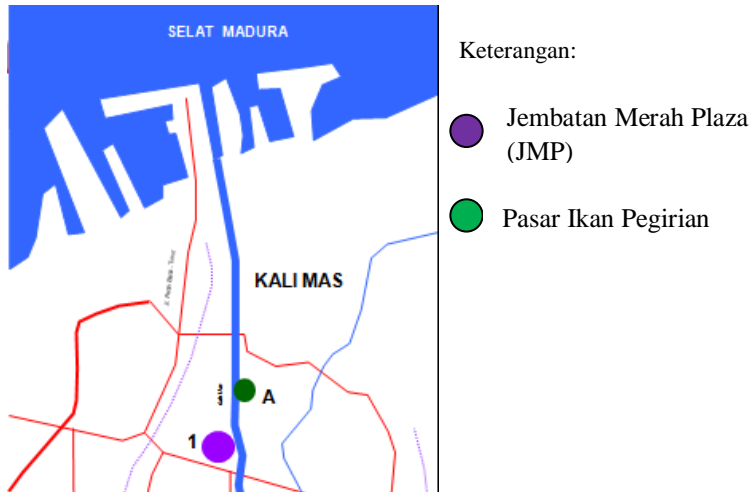 SELAT MADURA
Keterangan:
Jembatan Merah Plaza
(JMP)
Pasar Ikan Pegirian
KALI MAS
A
1